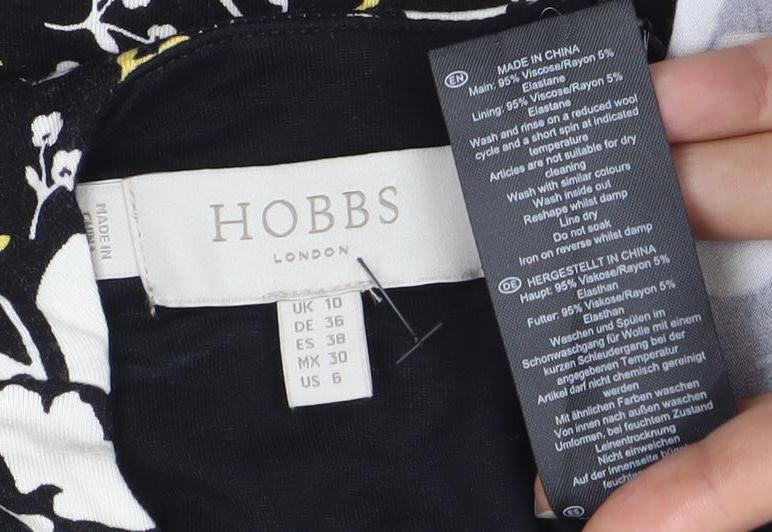 HOBBS
LONDON
MADE IN
UK 10
DE 36
ES 38
MX 30
US 6
EN
MADE IN CHINA
Main: 95% Viscose/Rayon 5%
Elastane
Lining: 95% Viscose/Rayon 5%
Elastane
Wash and rinse on a reduced wool
cycle and a short spin at indicated
temperature
Articles are not suitable for dry
cleaning
Wash with similar colours
Wash inside out
Reshape whilst damp
Line dry
Do not soak
Iron on reverse whilst damp
DE HERGESTELLT IN CHINA
Haupt: 95% Viskose/Rayon 5%
Elasthan
Futter: 95% Viskose/Rayon 5%
Elasthan
Waschen und Spülen im
Schonwaschgang für Wolle mit einem
kurzen Schleudergang bei der
angegebenen Temperatur
Artikel darf nicht chemisch gereinigt
werden
Mit ähnlichen Farben waschen
Von innen nach außen waschen
Umformen, bei feuchtem Zustand
Leinentrocknung
Nicht einweichen
Auf der Innenseite
ES